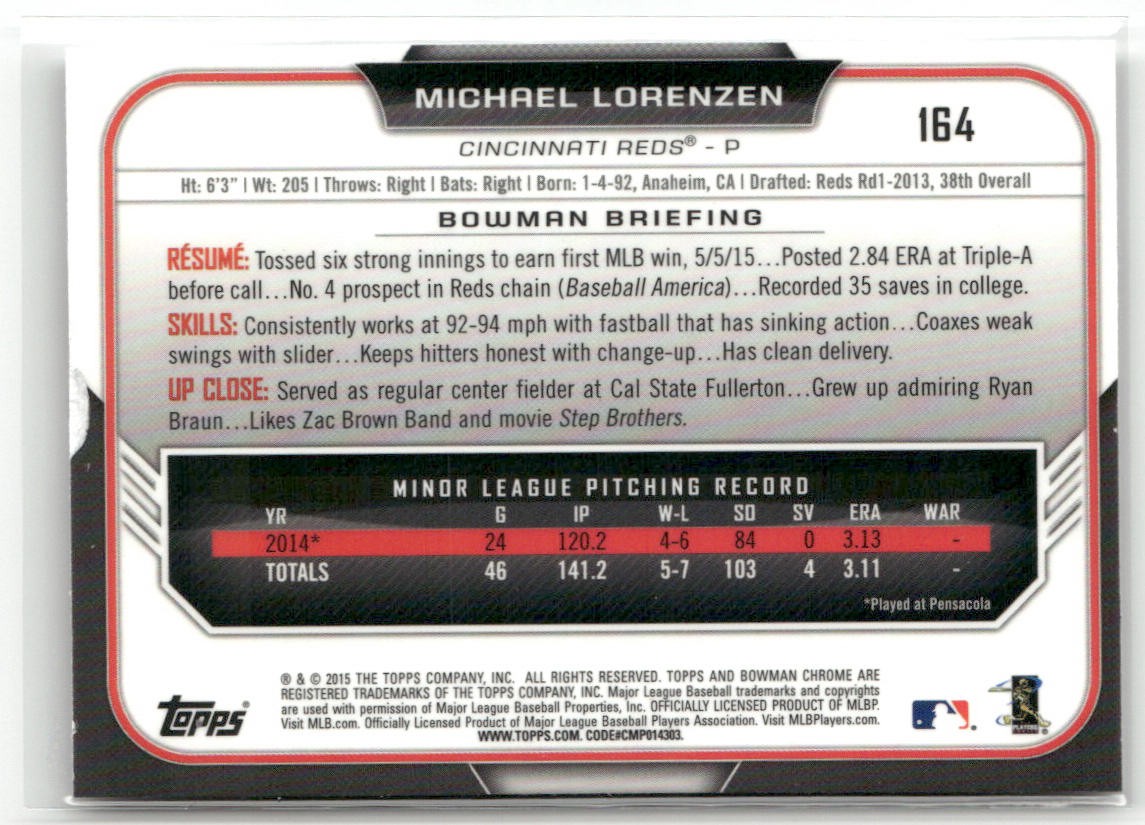 MICHAEL LORENZEN
164
CINCINNATI REDS® - P
Ht: 6'3" | Wt: 205 | Throws: Right | Bats: Right | Born: 1-4-92, Anaheim, CA | Drafted: Reds Rd1-2013, 38th Overall
BOWMAN BRIEFING
RÉSUMÉ: Tossed six strong innings to earn first MLB win, 5/5/15...Posted 2.84 ERA at Triple-A
before call...No. 4 prospect in Reds chain (Baseball America)...Recorded 35 saves in college.
SKILLS: Consistently works at 92-94 mph with fastball that has sinking action...Coaxes weak
swings with slider...Keeps hitters honest with change-up...Has clean delivery.
UP CLOSE: Served as regular center fielder at Cal State Fullerton...Grew up admiring Ryan
Braun...Likes Zac Brown Band and movie Step Brothers.
MINOR LEAGUE PITCHING RECORD
YR G IP W-L SO SV ERA WAR
2014* 24 120.2 4-6 84 0 3.13 -
TOTALS 46 141.2 5-7 103 4 3.11 -
*Played at Pensacola
® & © 2015 THE TOPPS COMPANY, INC. ALL RIGHTS RESERVED. TOPPS AND BOWMAN CHROME ARE
REGISTERED TRADEMARKS OF THE TOPPS COMPANY, INC. Major League Baseball trademarks and copyrights
are used with permission of Major League Baseball Properties, Inc. OFFICIALLY LICENSED PRODUCT OF MLBP.
Visit MLB.com. Officially Licensed Product of Major League Baseball Players Association. Visit MLBPlayers.com.
WWW.TOPPS.COM. CODE#CMP014303.
Topps®